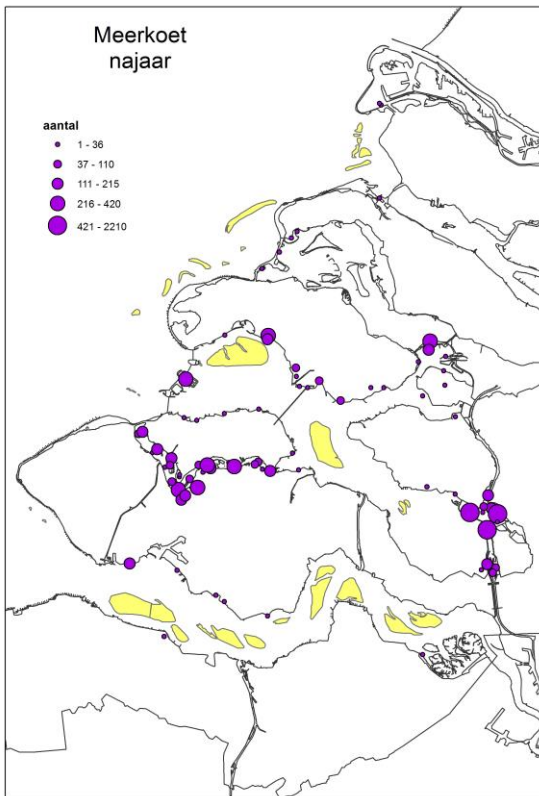 Meerkoet
najaar
aantal
1 - 36
37 - 110
111 - 215
216 - 420
421 - 2210